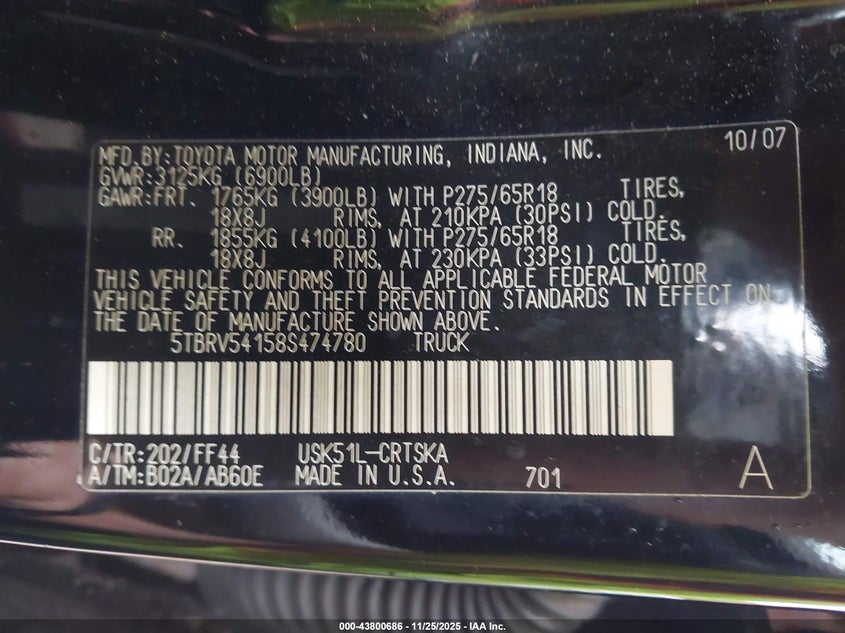 MFD.BY:TOYOTA MOTOR MANUFACTURING, INDIANA, INC. 10/07
GVWR:3125KG (6900LB)
GAWR:FRT. 1765KG (3900LB) WITH P275/65R18 TIRES,
18X8J RIMS, AT 210KPA (30PSI) COLD.
RR. 1855KG (4100LB) WITH P275/65R18 TIRES,
18X8J RIMS, AT 230KPA (33PSI) COLD.
THIS VEHICLE CONFORMS TO ALL APPLICABLE FEDERAL MOTOR
VEHICLE SAFETY AND THEFT PREVENTION STANDARDS IN EFFECT ON
THE DATE OF MANUFACTURE SHOWN ABOVE.
5TBRV54158S474780 TRUCK
C/TR:202/FF44 USK51L-CRTSKA
A/TM:B02A/AB60E MADE IN U.S.A. 701 A
000-43800686 - 11/25/2025 - IAA Inc.